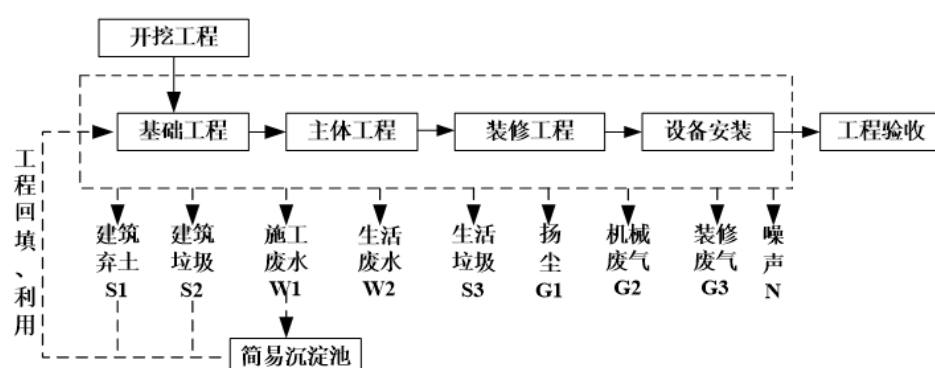 开挖工程
基础工程
主体工程
装修工程
设备安装
工程验收
工程回填、利用
建筑
弃土
S1
建筑
垃圾
S2
施工
废水
W1
生活
废水
W2
生活
垃圾
S3
扬
尘
G1
机械
废气
G2
装修
废气
G3
噪
声
N
简易沉淀池